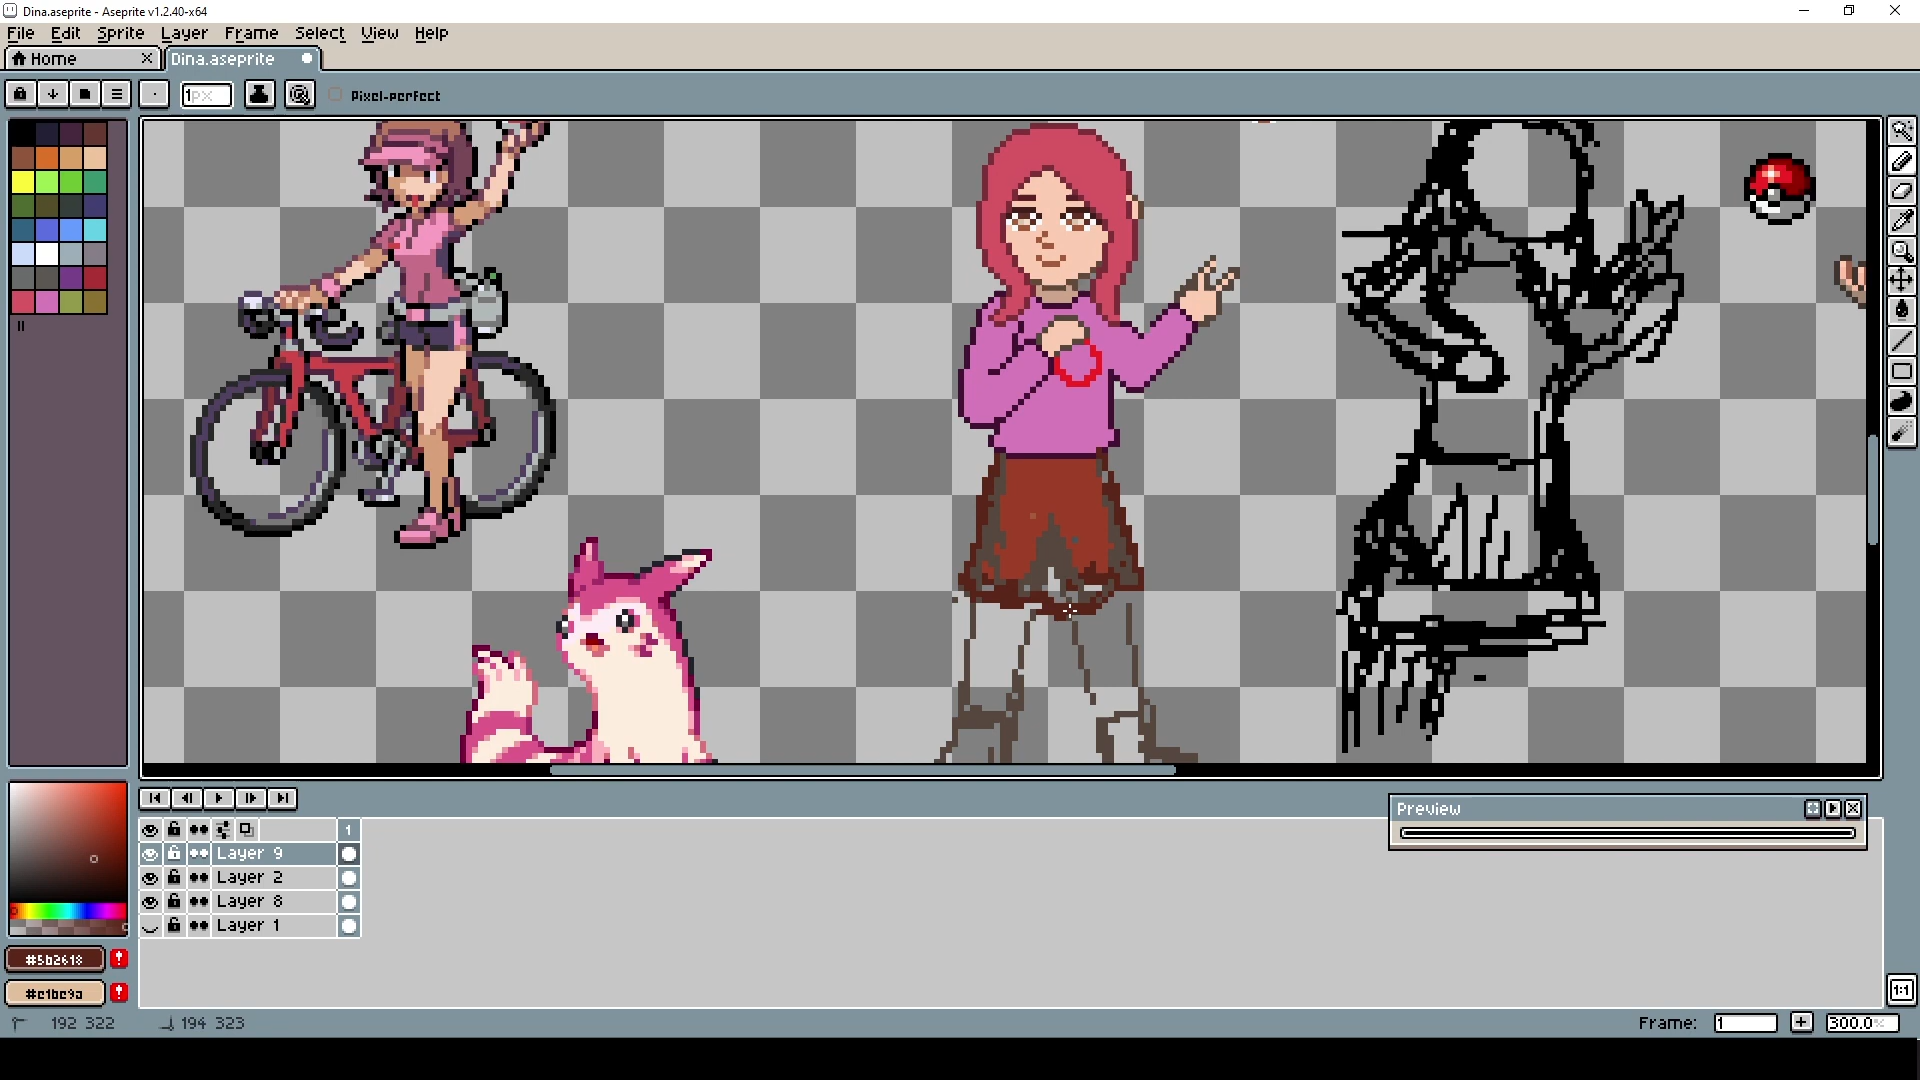 Dina.aseprite - Aseprite v1.2.40-x64
File Edit Sprite Layer Frame Select View Help
Home
Dina.aseprite
1px
Pixel-perfect
Preview
1
Layer 9
Layer 2
Layer 8
Layer 1
#5b2618
#e1bc9a
192 322
194 323
1:1
Frame: 1
+
300.0%